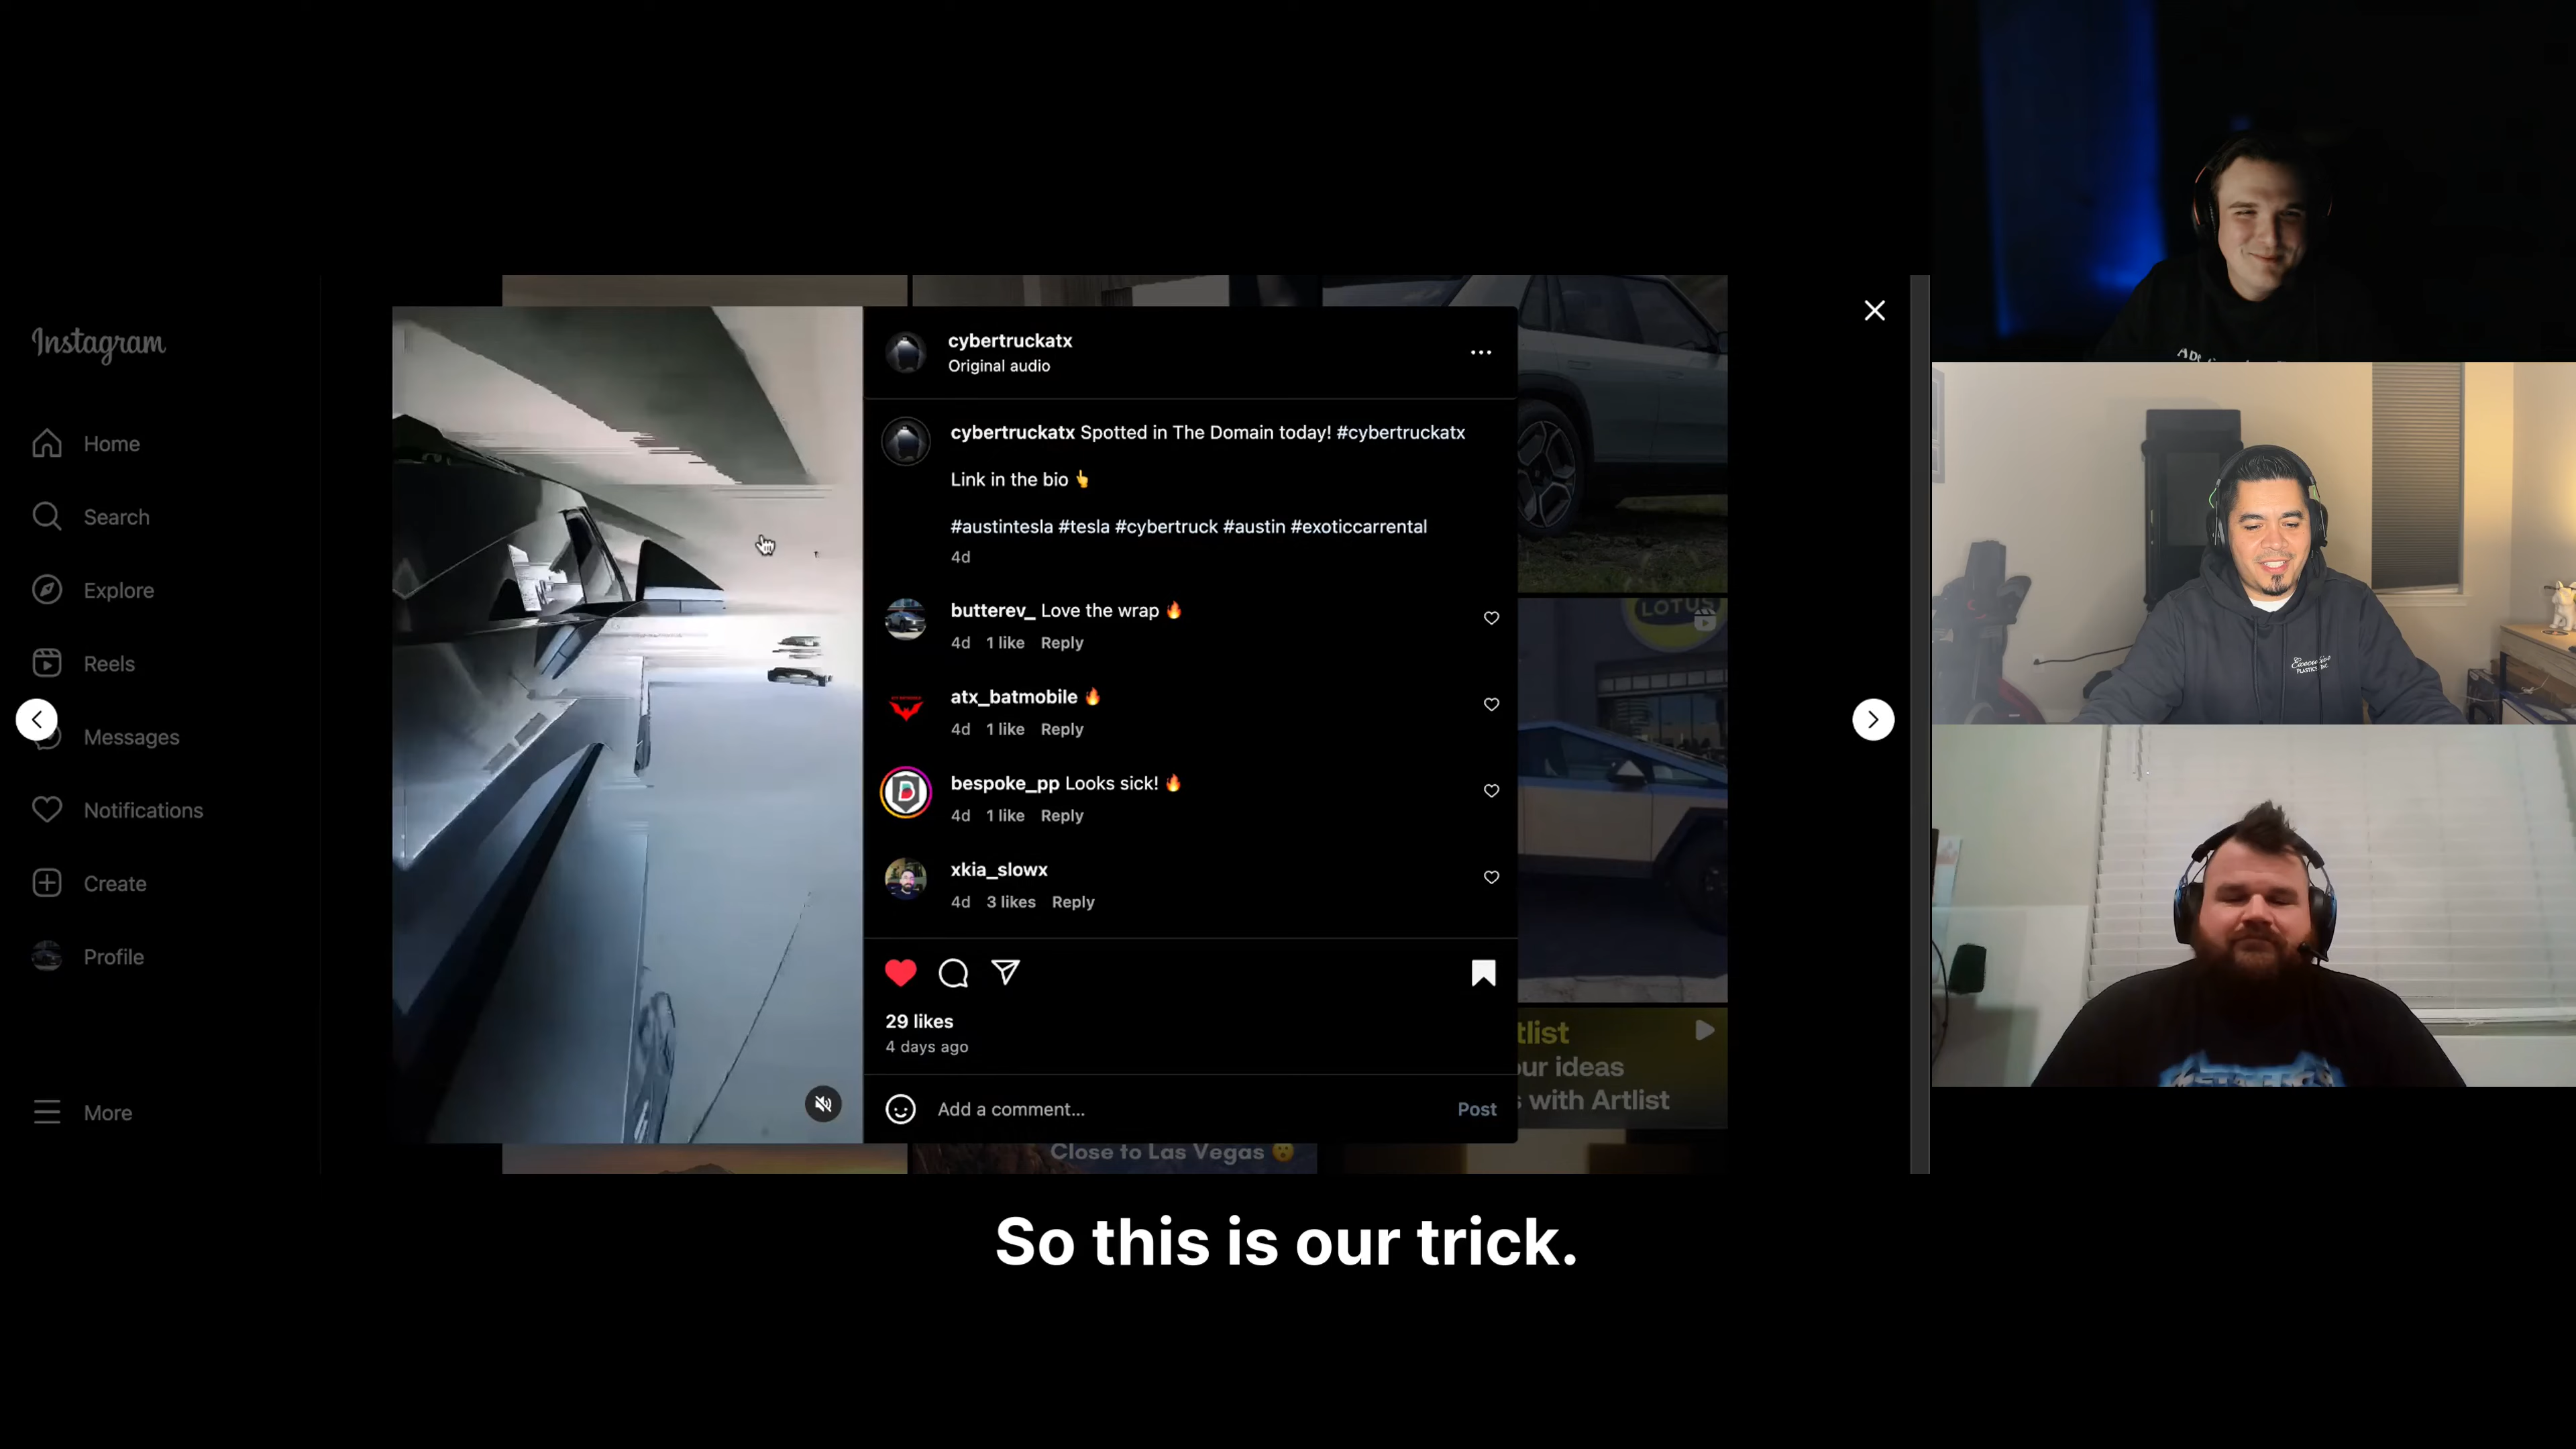 Instagram
Home
Search
Explore
Reels
Messages
Notifications
Create
Profile
More
cybertruckatx
Original audio
cybertruckatx Spotted in The Domain today! #cybertruckatx
Link in the bio 👆
#austintesla #tesla #cybertruck #austin #exoticcarrental
4d
butterev_ Love the wrap 🔥
4d 1 like Reply
atx_batmobile 🔥
4d 1 like Reply
bespoke_pp Looks sick! 🔥
4d 1 like Reply
xkia_slowx
4d 3 likes Reply
29 likes
4 days ago
Add a comment...
Post
LOTUS
tlist
our ideas
s with Artlist
Close to Las Vegas 😮
So this is our trick.